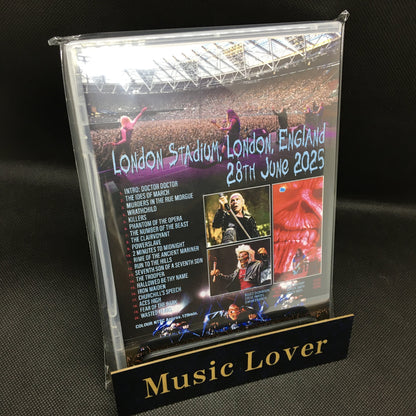 London Stadium, London, England
28th June 2025
INTRO: DOCTOR DOCTOR
THE IDES OF MARCH
MURDERS IN THE RUE MORGUE
WRATHCHILD
KILLERS
PHANTOM OF THE OPERA
THE NUMBER OF THE BEAST
THE CLAIRVOYANT
POWERSLAVE
2 MINUTES TO MIDNIGHT
RIME OF THE ANCIENT MARINER
RUN TO THE HILLS
SEVENTH SON OF A SEVENTH SON
THE TROOPER
HALLOWED BE THY NAME
IRON MAIDEN
CHURCHILL'S SPEECH
ACES HIGH
FEAR OF THE DARK
WASTED
COLOUR NTSC Approx.
Music Lover